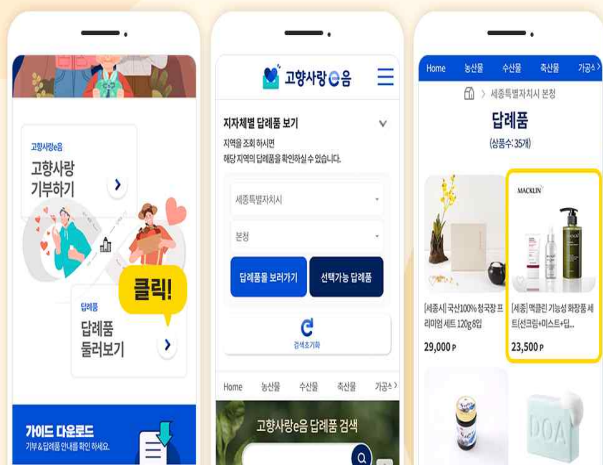 고향사랑e음
고향사랑
기부하기
클릭!
답례품
답례품
둘러보기
가이드 다운로드
기부&답례품 안내를 확인 하세요.
고향사랑e음
지자체별 답례품 보기
지역을 조회 하시면
해당 지역의 답례품을 확인하실 수 있습니다.
세종특별자치시
본청
답례품을 보러가기
선택가능 답례품
검색초기화
Home 농산물 수산물 축산물 가공식
고향사랑e음 답례품 검색
Home 농산물 수산물 축산물 가공식
세종특별자치시 본청
답례품
(상품수: 35개)
MACKLIN
[세종시] 국산100% 청국장 프
리미엄 세트 120g 8입
29,000 P
[세종] 맥클린 기능성 화장품 세
트(선크림+미스트+딥...
23,500 P
DOA